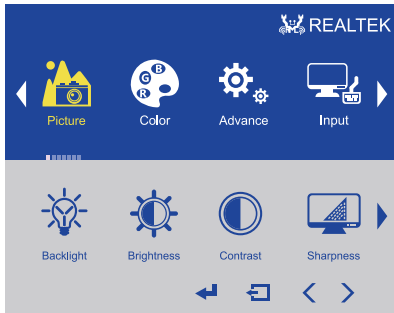 REALTEK
B
G
R
Picture Color Advance Input
Backlight Brightness Contrast Sharpness